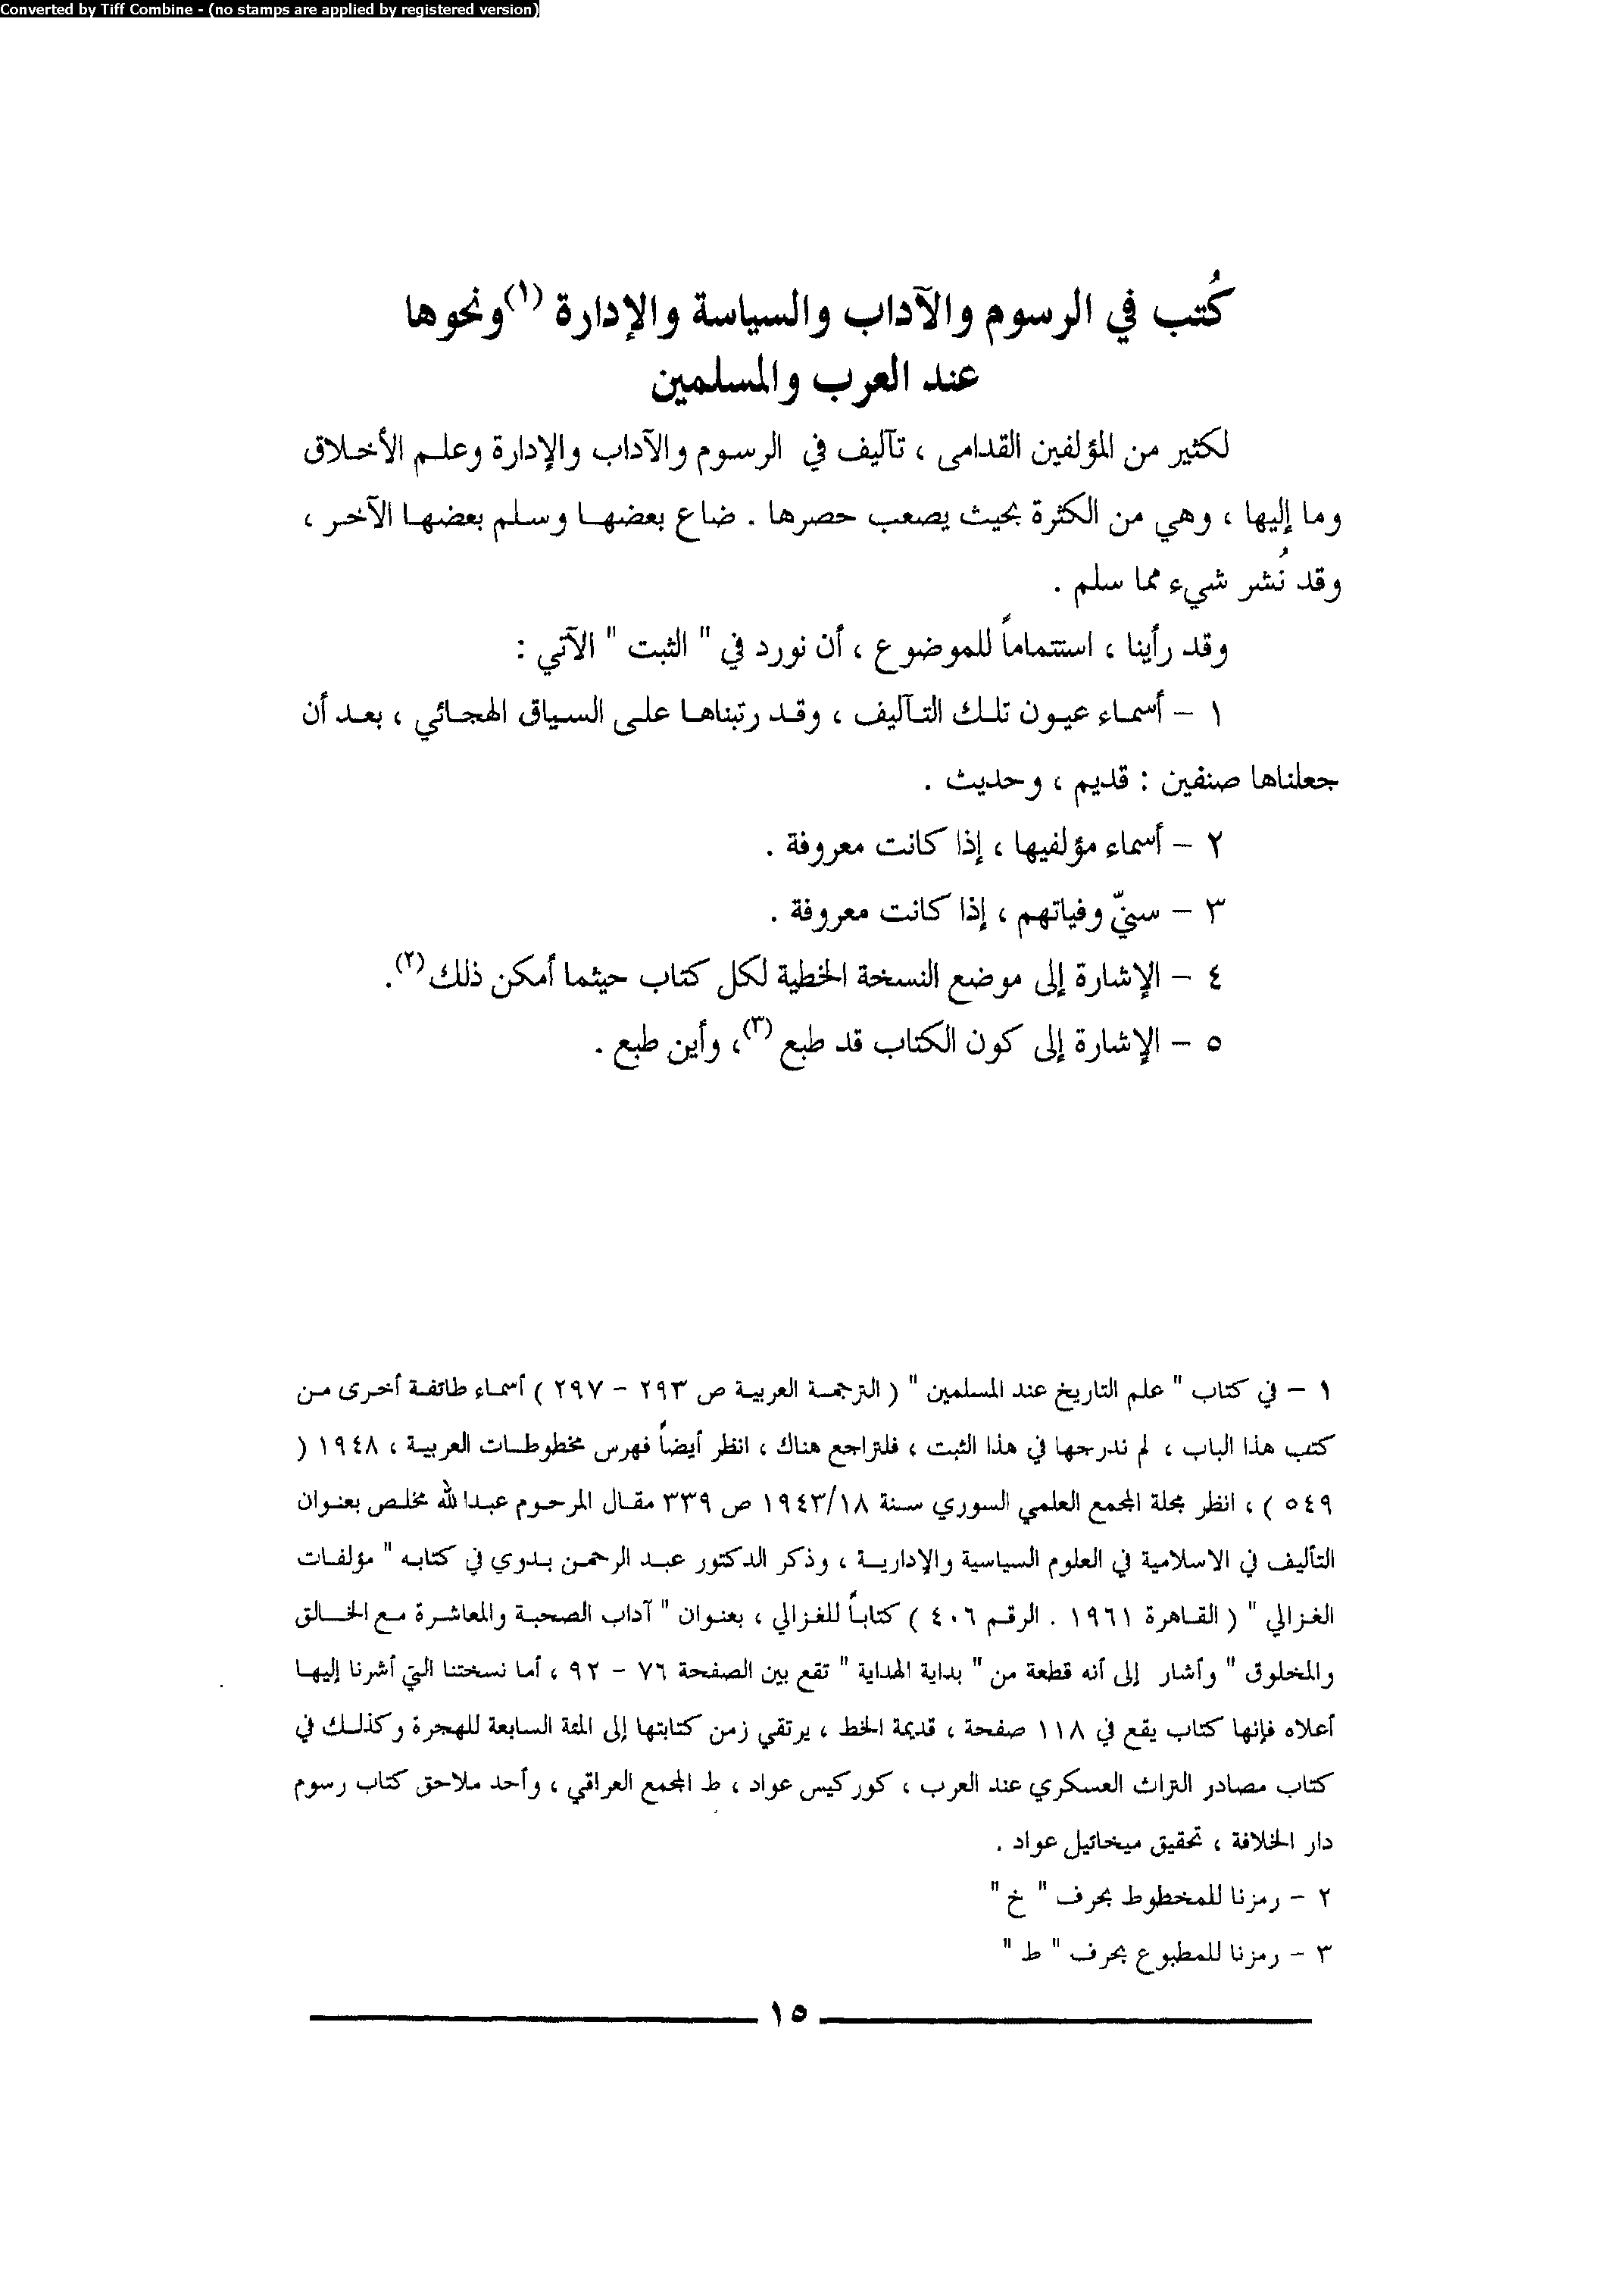 Converted by Tiff Combine - (no stamps are applied by registered version)
كُتب في الرسوم والآداب والسياسة والإدارة (١) ونحوها
عند العرب والمسلمين
لكثير من المؤلفين القدامى ، تآليف في الرسوم والآداب والإدارة وعلم الأخلاق
وما إليها ، وهي من الكثرة بحيث يصعب حصرها . ضاع بعضها وسلم بعضها الآخر ،
وقد نُشر شيء مما سلم .
وقد رأينا ، استتماماً للموضوع ، أن نورد في " الثبت " الآتي :
١ - أسماء عيون تلك التآليف ، وقد رتبناها على السياق الهجائي ، بعد أن
جعلناها صنفين : قديم ، وحديث .
٢ - أسماء مؤلفيها ، إذا كانت معروفة .
٣ - سنيّ وفياتهم ، إذا كانت معروفة .
٤ - الإشارة إلى موضع النسخة الخطية لكل كتاب حيثما أمكن ذلك (٢).
٥ - الإشارة إلى كون الكتاب قد طبع (٣)، وأين طبع .
١ - في كتاب " علم التاريخ عند المسلمين " ( الترجمة العربية ص ٢٩٣ - ٢٩٧ ) أسماء طائفة أخرى من
كتب هذا الباب ، لم ندرجها في هذا الثبت ، فلتراجع هناك ، انظر أيضاً فهرس مخطوطات العربية ، ١٩٤٨ (
٥٤٩ ) ، انظر مجلة المجمع العلمي السوري سنة ١٩٤٣/١٨ ص ٣٣٩ مقال المرحوم عبدالله مخلص بعنوان
التأليف في الاسلامية في العلوم السياسية والإدارية ، وذكر الدكتور عبد الرحمن بدوي في كتابه " مؤلفات
الغزالي " ( القاهرة ١٩٦١ . الرقم ٤٠٦ ) كتاباً للغزالي ، بعنوان " آداب الصحبة والمعاشرة مع الخالق
والمخلوق " وأشار إلى أنه قطعة من " بداية الهداية " تقع بين الصفحة ٧٦ - ٩٢ ، أما نسختنا التي أشرنا إليها
أعلاه فإنها كتاب يقع في ١١٨ صفحة ، قديمة الخط ، يرتقي زمن كتابتها إلى المئة السابعة للهجرة وكذلك في
كتاب مصادر التراث العسكري عند العرب ، كوركيس عواد ، ط المجمع العراقي ، وأحد ملاحق كتاب رسوم
دار الخلافة ، تحقيق ميخائيل عواد .
٢ - رمزنا للمخطوط بحرف " خ "
٣ - رمزنا للمطبوع بحرف " ط "
١٥